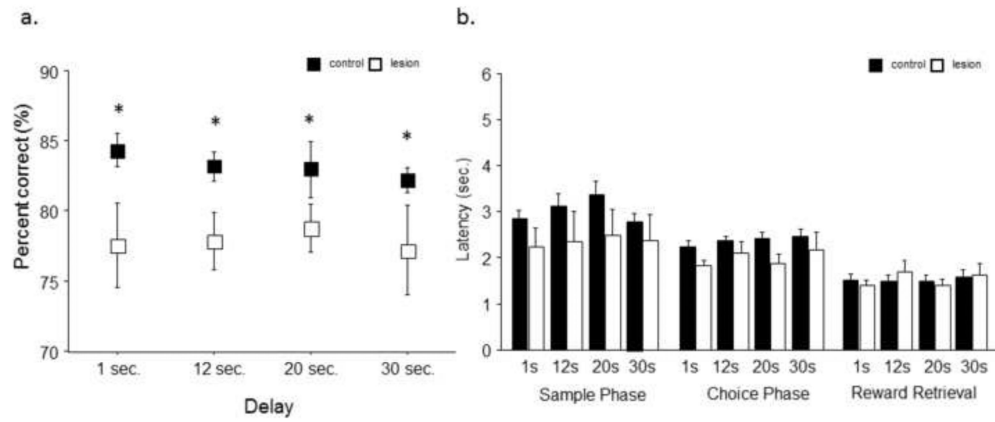 a.
control lesion
90
85
80
75
70
Percent correct (%)
* * * *
1 sec. 12 sec. 20 sec. 30 sec.
Delay
b.
control lesion
6
5
4
3
2
1
0
Latency (sec.)
1s 12s 20s 30s 1s 12s 20s 30s 1s 12s 20s 30s
Sample Phase Choice Phase Reward Retrieval